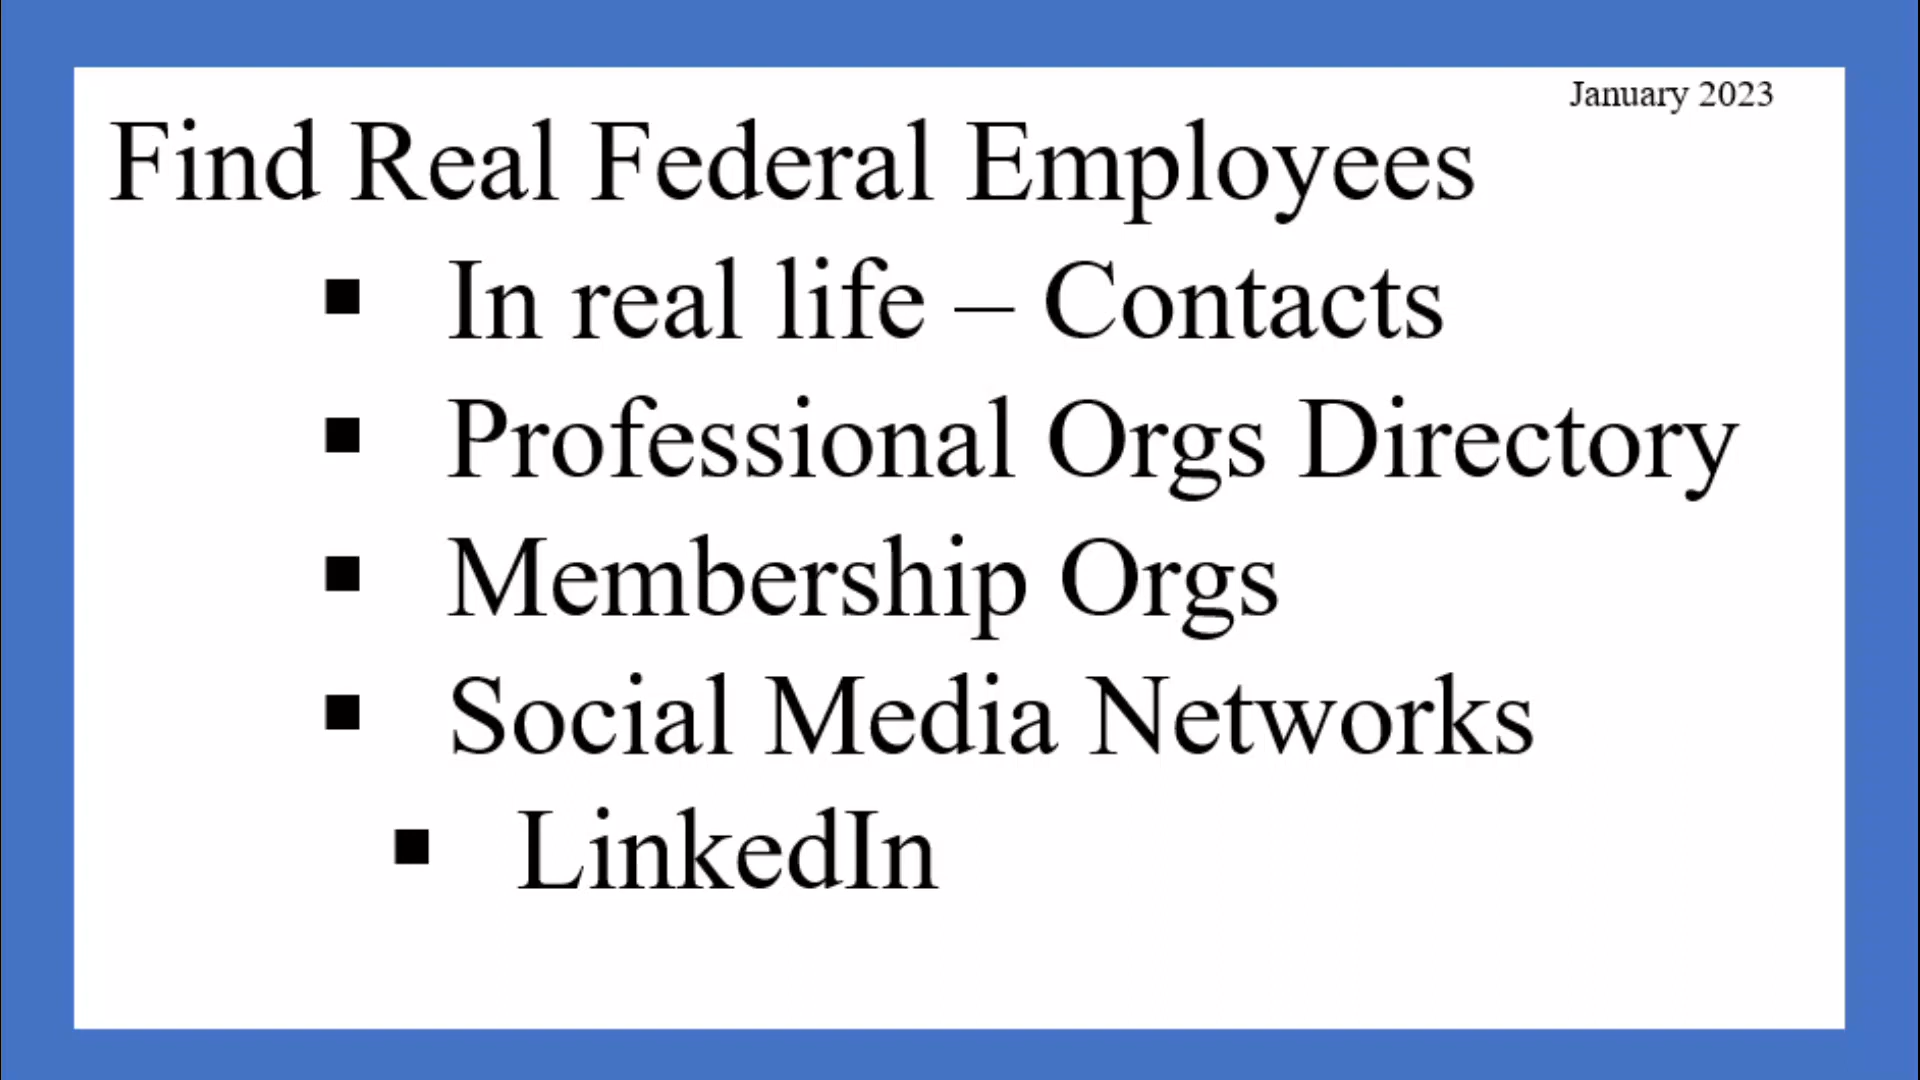 January 2023
Find Real Federal Employees
▪ In real life – Contacts
▪ Professional Orgs Directory
▪ Membership Orgs
▪ Social Media Networks
▪ LinkedIn